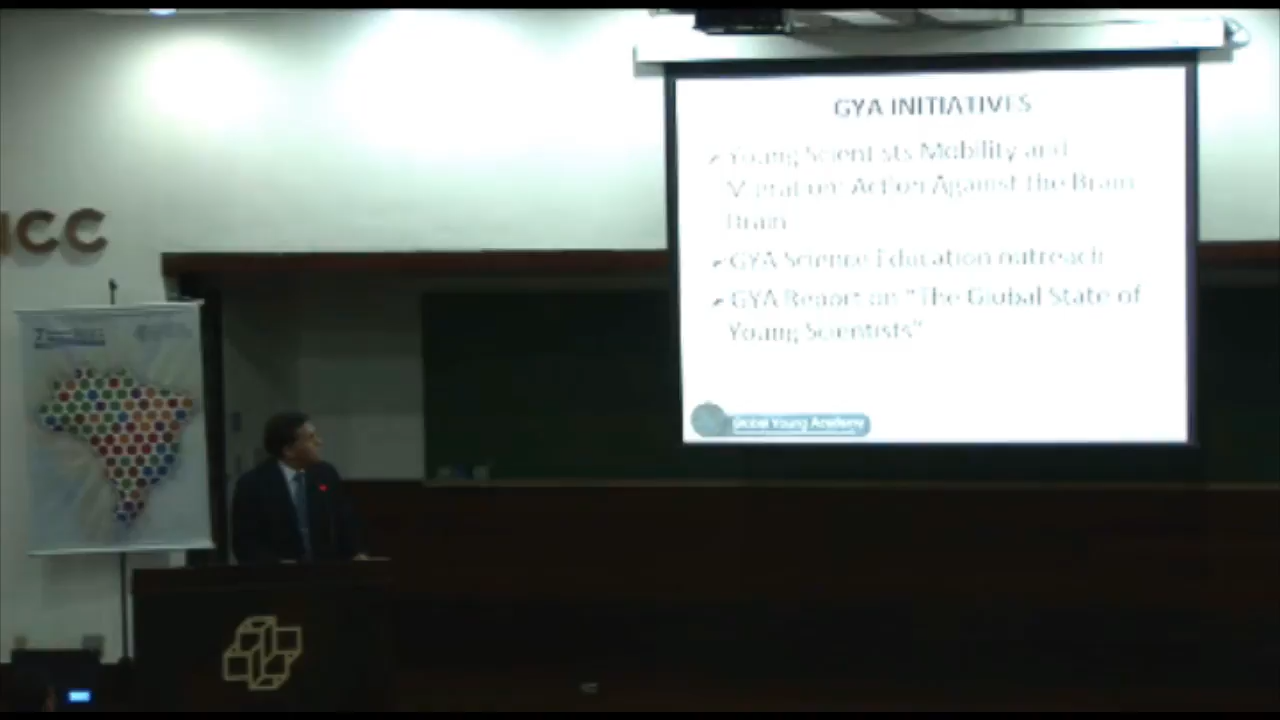 GYA INITIATIVES
Young Scientists Mobility and
Migration: Action Against the Brain
Drain
GYA Science Education outreach
GYA Report on "The Global State of
Young Scientists"
Global Young Academy
ICC